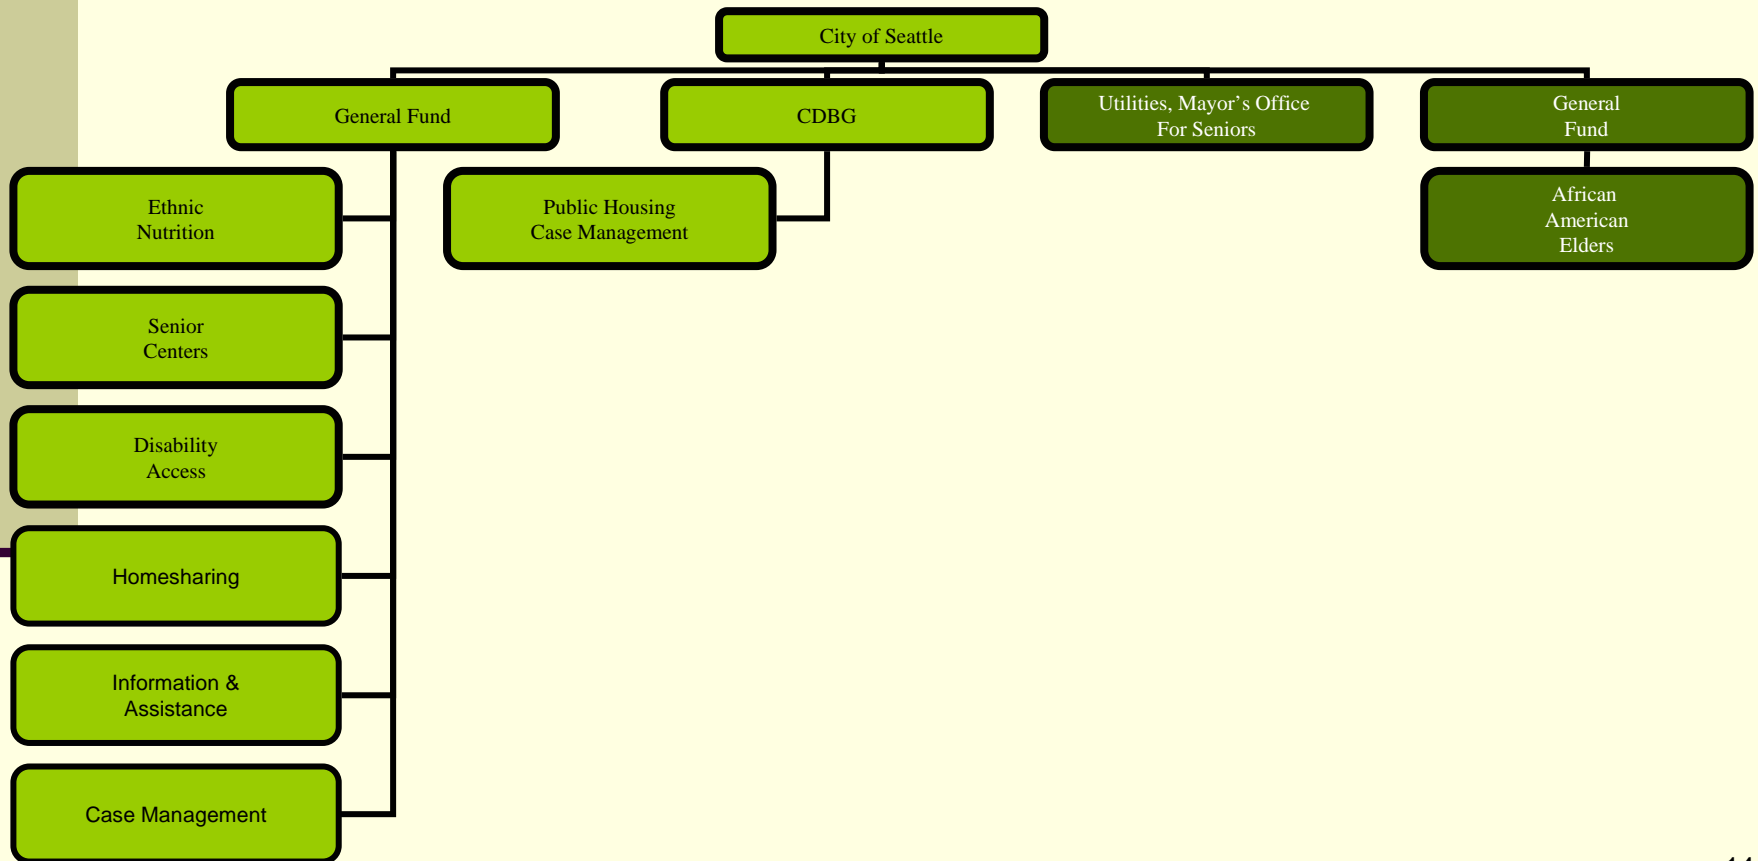 City of Seattle
General Fund
CDBG
Utilities, Mayor’s Office
For Seniors
General
Fund
Ethnic
Nutrition
Public Housing
Case Management
African
American
Elders
Senior
Centers
Disability
Access
Homesharing
Information &
Assistance
Case Management